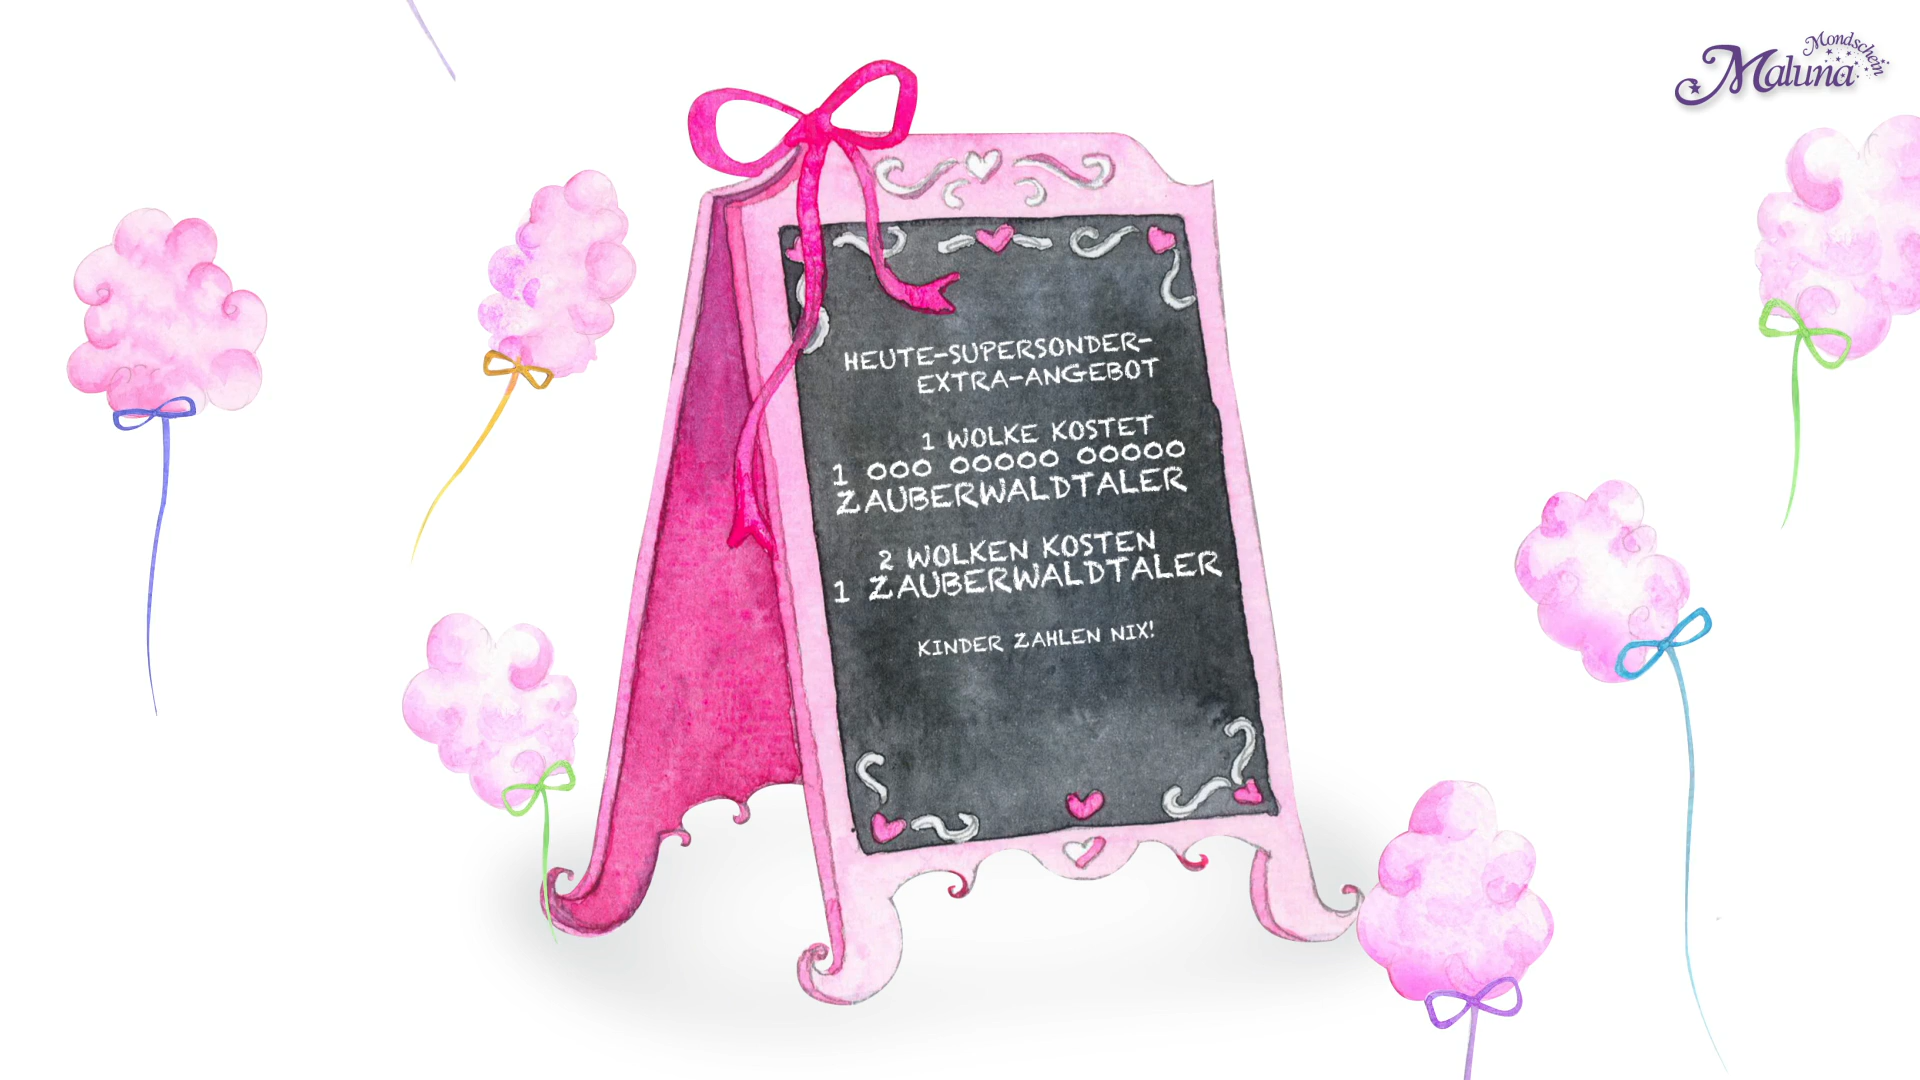 Maluna Mondschein
HEUTE-SUPERSONDER-
EXTRA-ANGEBOT
1 WOLKE KOSTET
1 000 00000 00000
ZAUBERWALDTALER
2 WOLKEN KOSTEN
1 ZAUBERWALDTALER
KINDER ZAHLEN NIX!